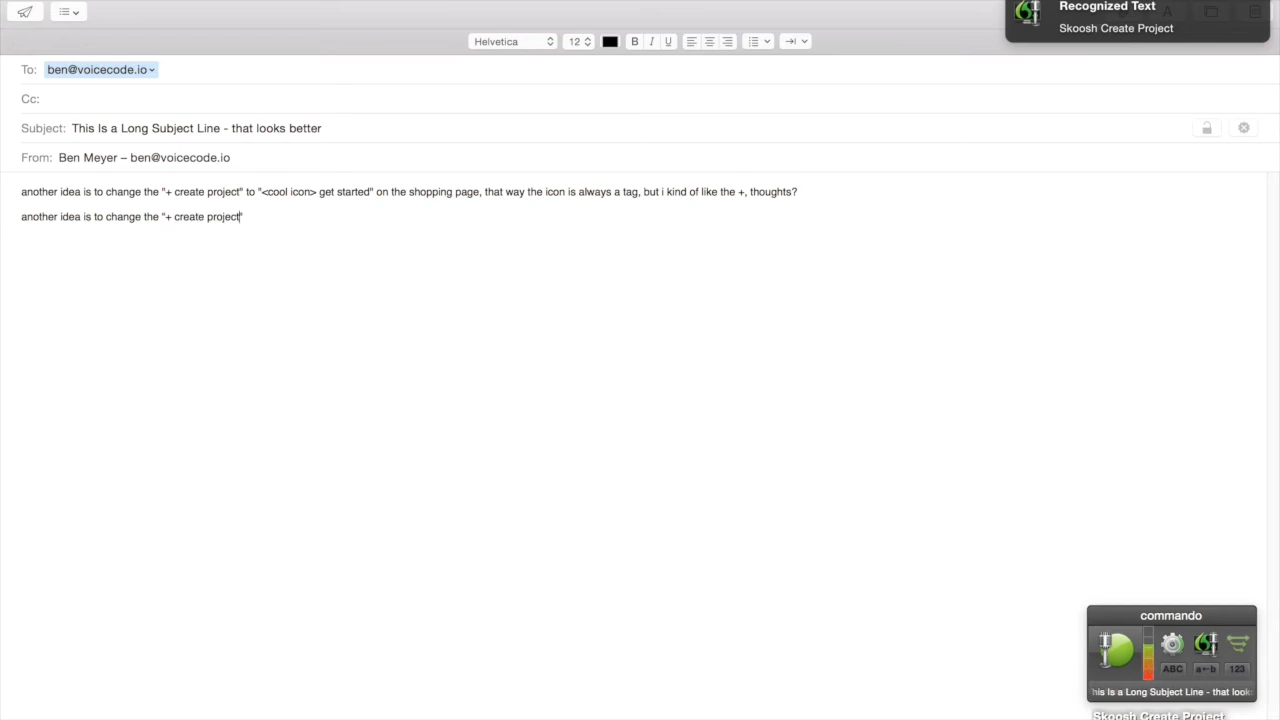 Recognized Text
Skoosh Create Project
Helvetica
12
B I U
To: ben@voicecode.io
Cc:
Subject: This Is a Long Subject Line - that looks better
From: Ben Meyer – ben@voicecode.io
another idea is to change the "+ create project" to "<cool icon> get started" on the shopping page, that way the icon is always a tag, but i kind of like the +, thoughts?
another idea is to change the "+ create project"
commando
ABC a←b 123
his Is a Long Subject Line - that look
Skoosh Create Project